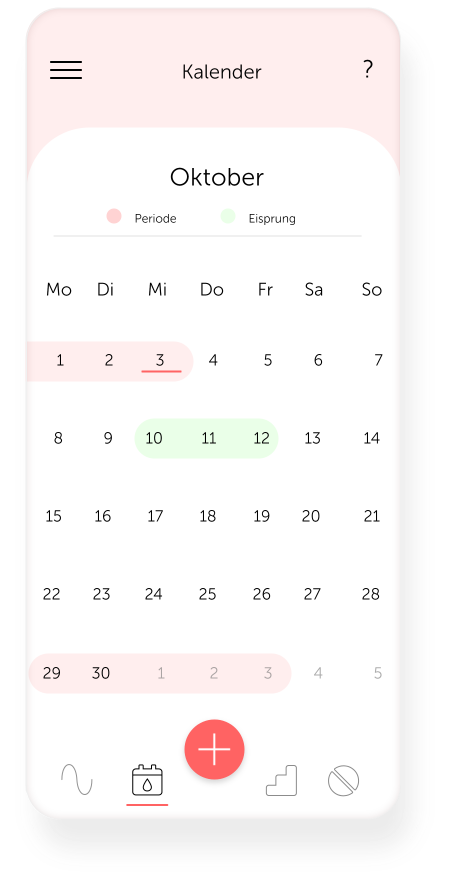 Kalender ?
Oktober
Periode Eisprung
Mo Di Mi Do Fr Sa So
1 2 3 4 5 6 7
8 9 10 11 12 13 14
15 16 17 18 19 20 21
22 23 24 25 26 27 28
29 30 1 2 3 4 5